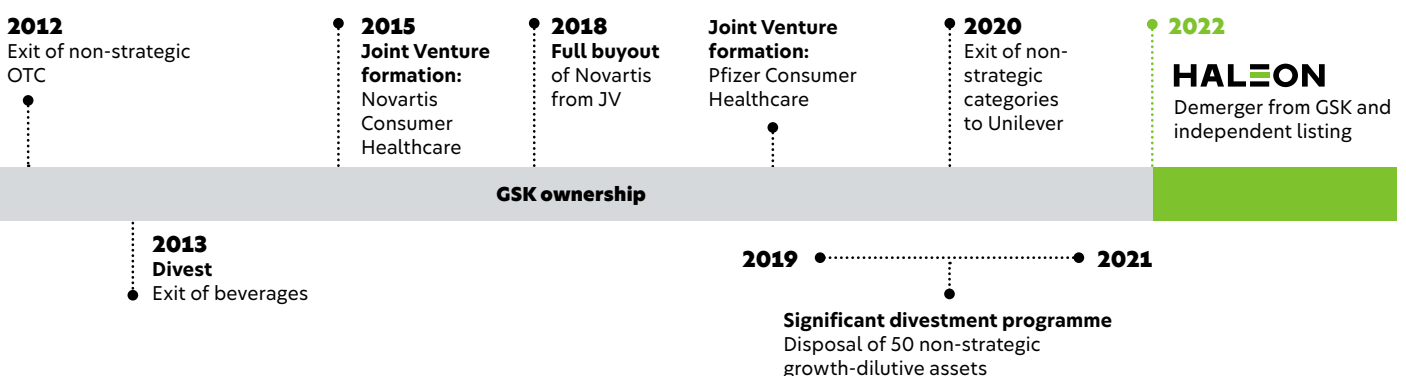 2012
Exit of non-strategic
OTC
2015
Joint Venture
formation:
Novartis
Consumer
Healthcare
2018
Full buyout
of Novartis
from JV
Joint Venture
formation:
Pfizer Consumer
Healthcare
2020
Exit of non-
strategic
categories
to Unilever
2022
HALEON
Demerger from GSK and
independent listing
GSK ownership
2013
Divest
Exit of beverages
2019
2021
Significant divestment programme
Disposal of 50 non-strategic
growth-dilutive assets